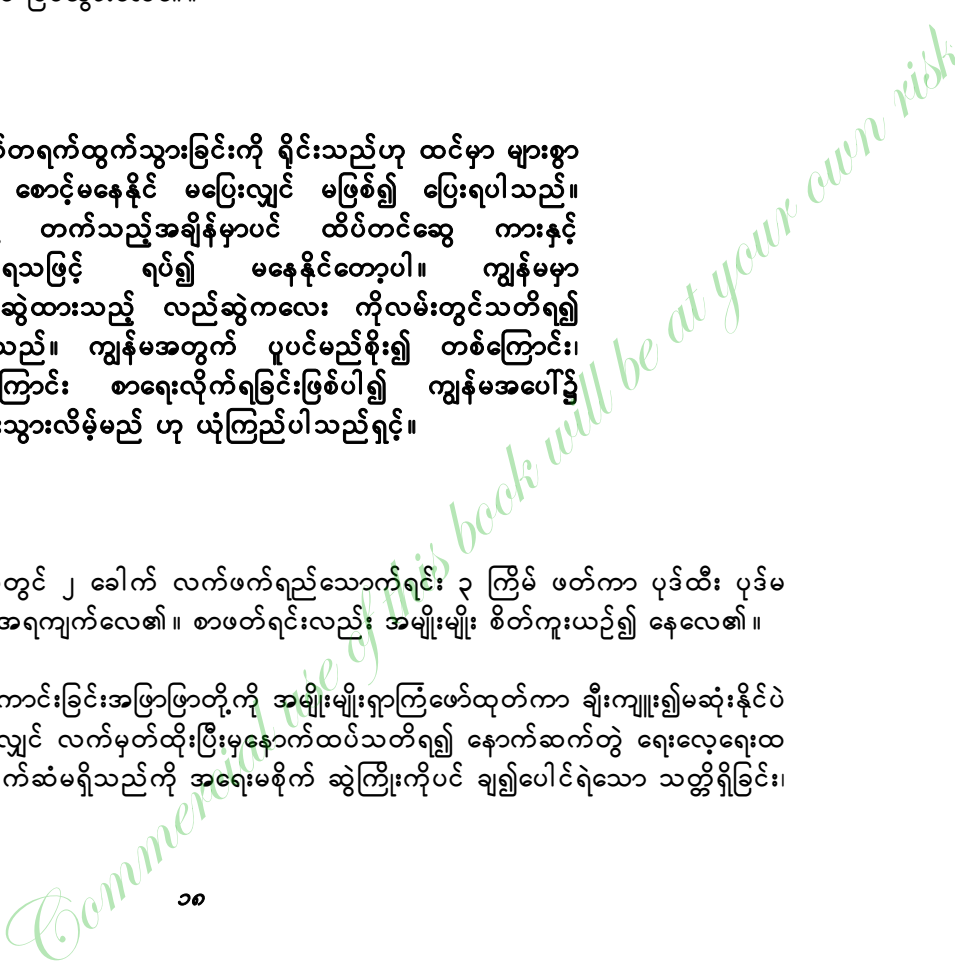 တရက်ထွက်သွားခြင်းကို ရိုင်းသည်ဟု ထင်မှာ များစွာ
စောင့်မနေနိုင် မပြေးလျှင် မဖြစ်၍ ပြေးရပါသည်။
တက်သည့်အချိန်မှာပင် ထိပ်တင်ဆွေ ကားနှင့်
ရသဖြင့် ရပ်၍ မနေနိုင်တော့ပါ။ ကျွန်မမှာ
ဆွဲထားသည့် လည်ဆွဲကလေး ကိုလမ်းတွင်သတိရ၍
သည်။ ကျွန်မအတွက် ပူပင်မည်စိုး၍ တစ်ကြောင်း၊
ကြောင်း စာရေးလိုက်ရခြင်းဖြစ်ပါ၍ ကျွန်မအပေါ်၌
သွားလိမ့်မည် ဟု ယုံကြည်ပါသည်ရှင့်။
တွင် ၂ ခေါက် လက်ဖက်ရည်သောက်ရင်း ၃ ကြိမ် ဖတ်ကာ ပုဒ်ထီး ပုဒ်မ
အရကျက်လေ၏။ စာဖတ်ရင်းလည်း အမျိုးမျိုး စိတ်ကူးယဉ်၍ နေလေ၏။
ကောင်းခြင်းအဖြာဖြာတို့ကို အမျိုးမျိုးရှာကြံဖော်ထုတ်ကာ ချီးကျူး၍မဆုံးနိုင်ပဲ
လျှင် လက်မှတ်ထိုးပြီးမှနောက်ထပ်သတိရ၍ နောက်ဆက်တွဲ ရေးလေ့ရေးထ
က်ဆံမရှိသည်ကို အရေးမစိုက် ဆွဲကြိုးကိုပင် ချ၍ပေါင်ရဲသော သတ္တိရှိခြင်း၊
၁၈
Commercial use of this book will be at your own risk